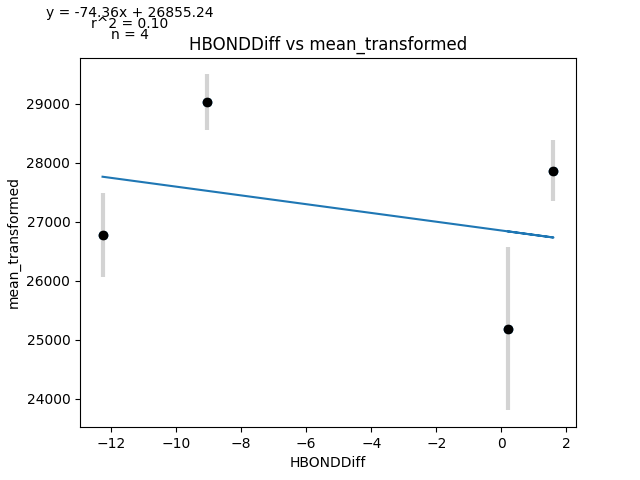 y = -74.36x + 26855.24
r^2 = 0.10
n = 4
HBONDDiff vs mean_transformed
mean_transformed
29000
28000
27000
26000
25000
24000
−12
−10
−8
−6
−4
−2
0
2
HBONDDiff